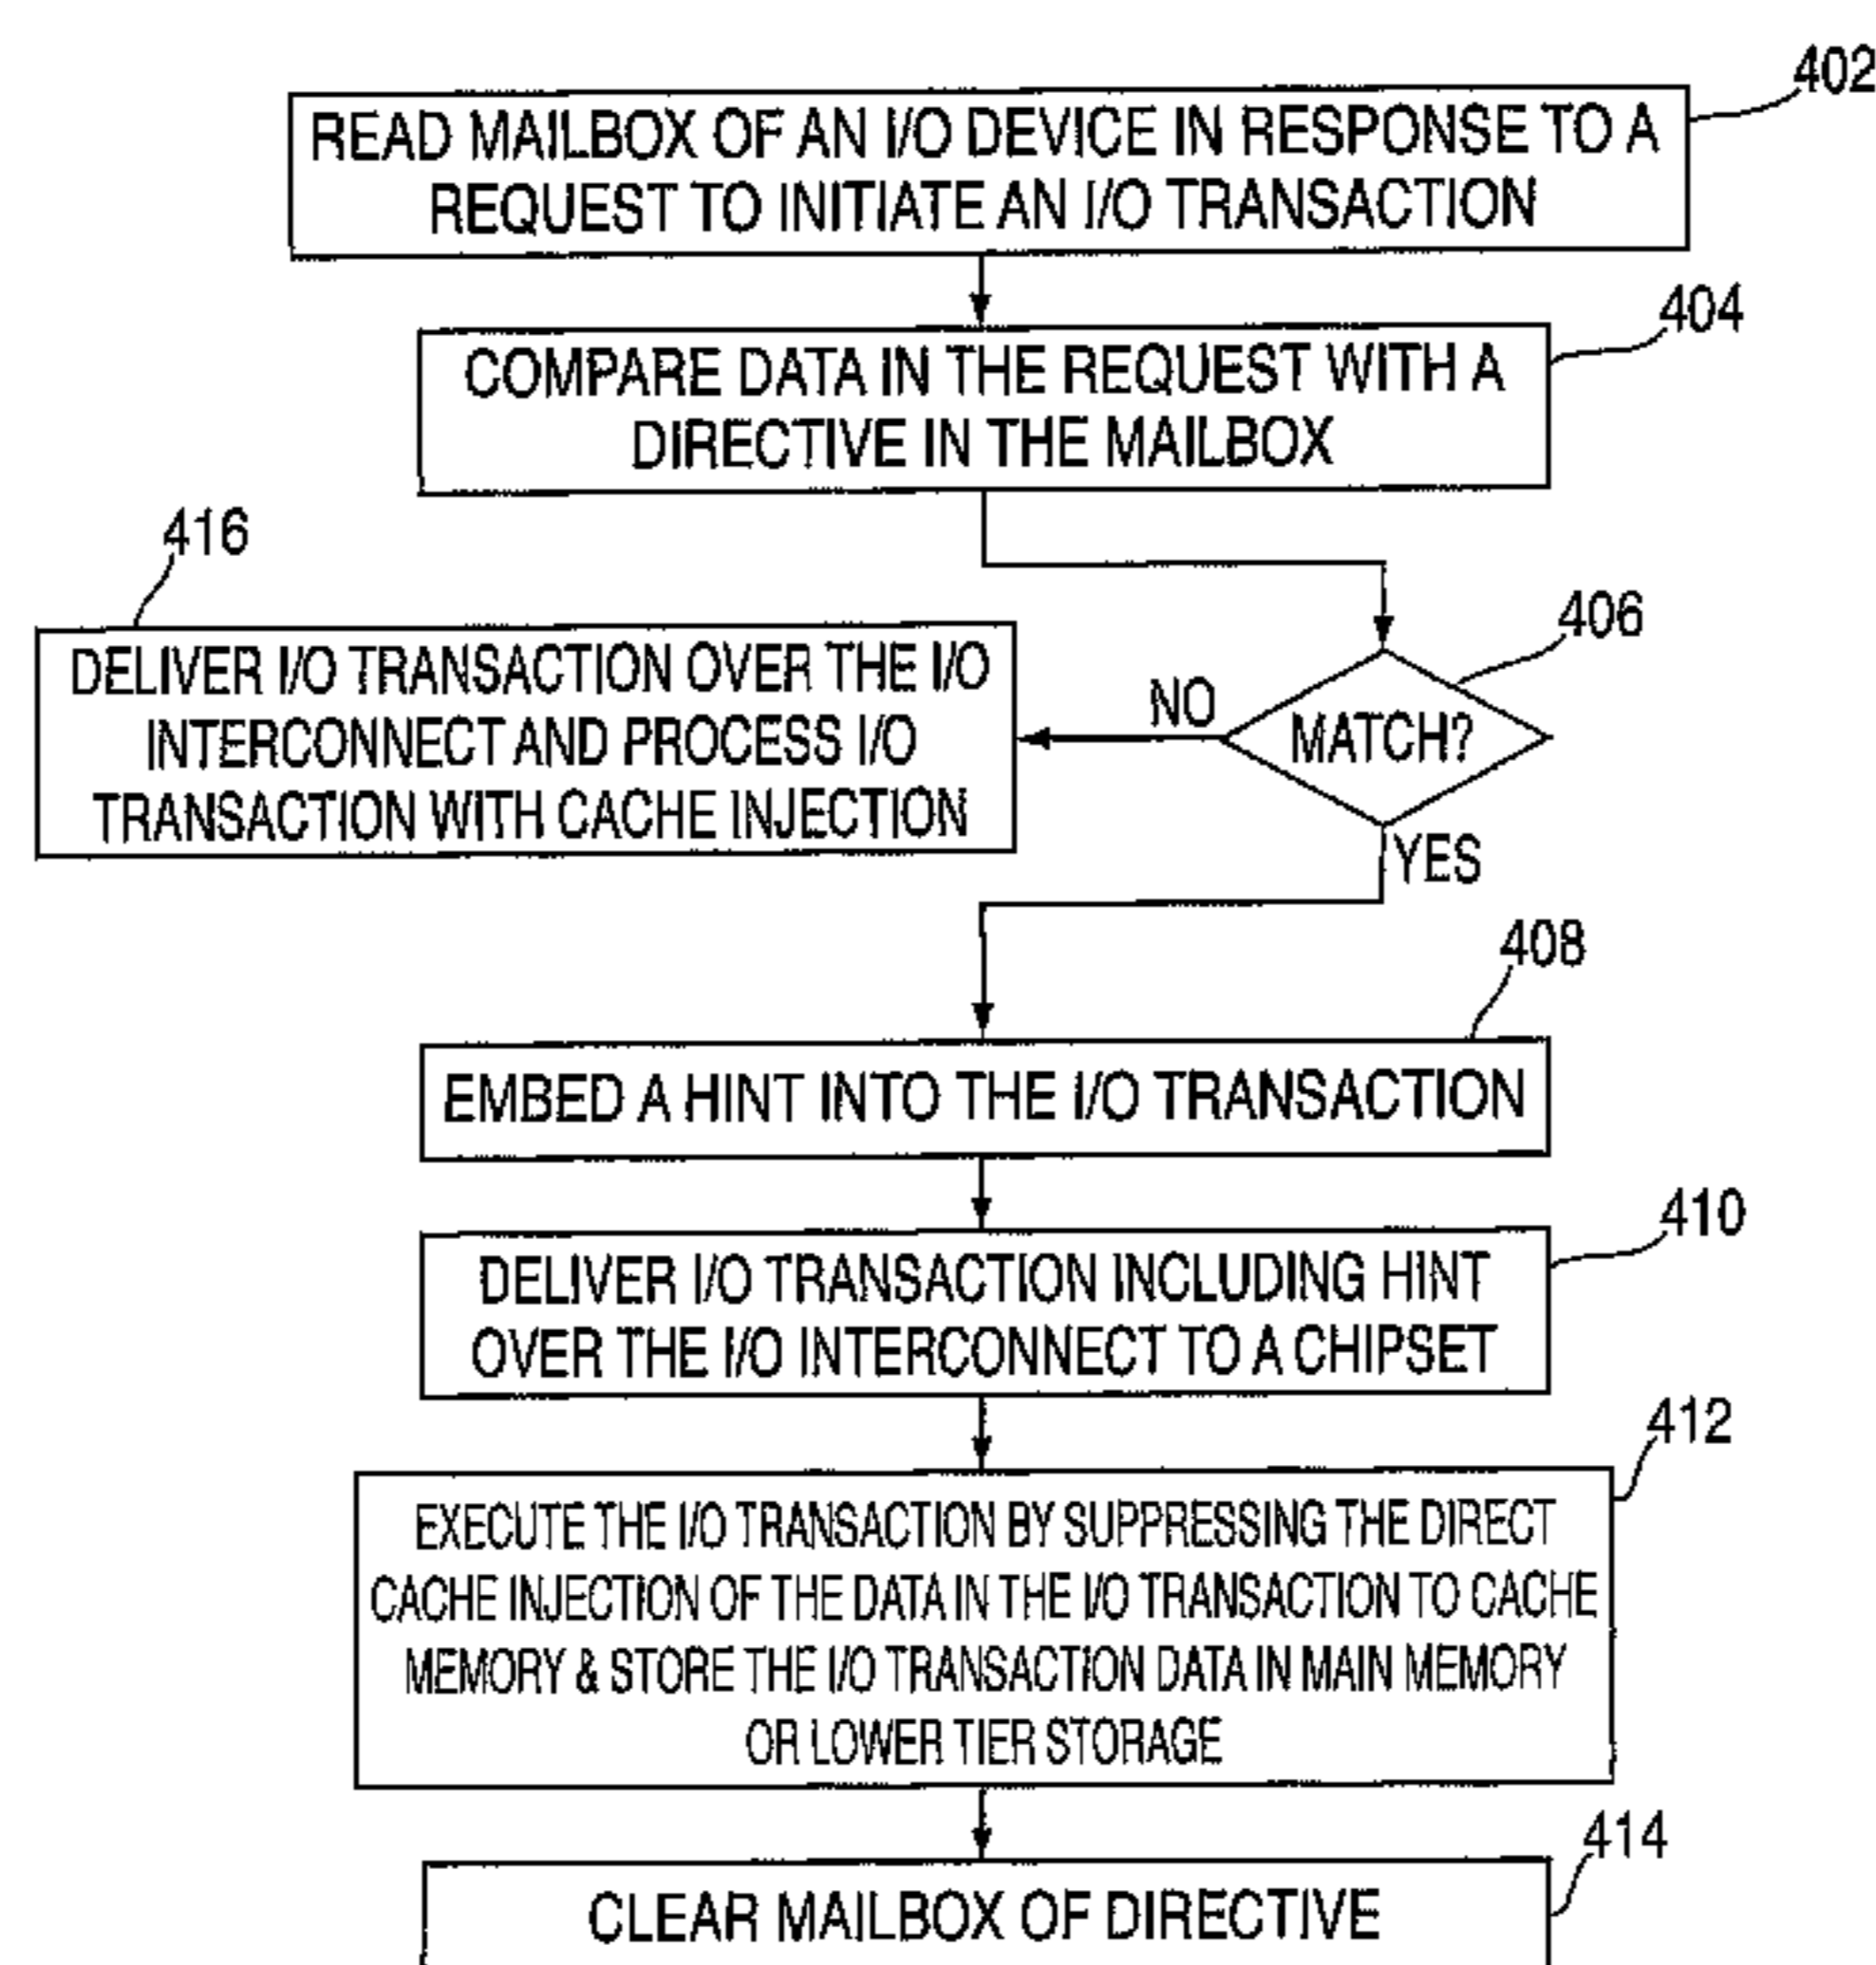 402
READ MAILBOX OF AN I/O DEVICE IN RESPONSE TO A
REQUEST TO INITIATE AN I/O TRANSACTION
404
COMPARE DATA IN THE REQUEST WITH A
DIRECTIVE IN THE MAILBOX
416
406
DELIVER I/O TRANSACTION OVER THE I/O
INTERCONNECT AND PROCESS I/O
TRANSACTION WITH CACHE INJECTION
NO
MATCH?
YES
408
EMBED A HINT INTO THE I/O TRANSACTION
410
DELIVER I/O TRANSACTION INCLUDING HINT
OVER THE I/O INTERCONNECT TO A CHIPSET
412
EXECUTE THE I/O TRANSACTION BY SUPPRESSING THE DIRECT
CACHE INJECTION OF THE DATA IN THE I/O TRANSACTION TO CACHE
MEMORY & STORE THE I/O TRANSACTION DATA IN MAIN MEMORY
OR LOWER TIER STORAGE
414
CLEAR MAILBOX OF DIRECTIVE